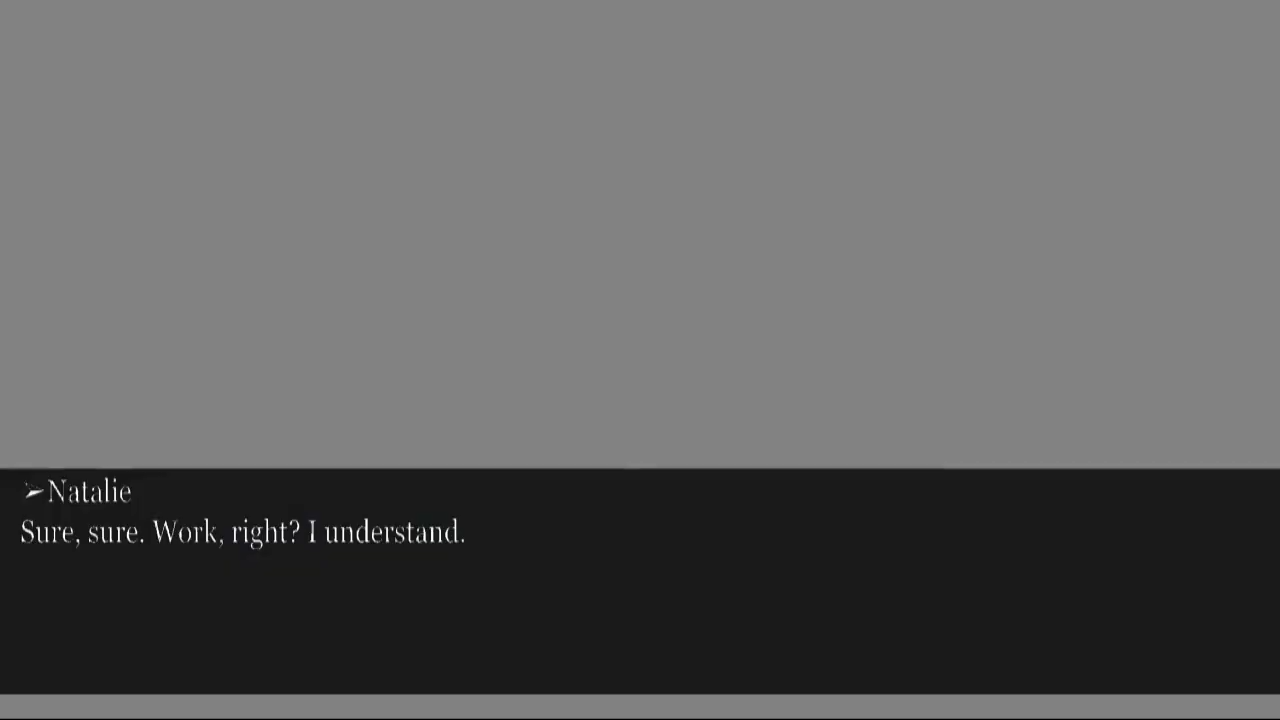 ➢Natalie
Sure, sure. Work, right? I understand.